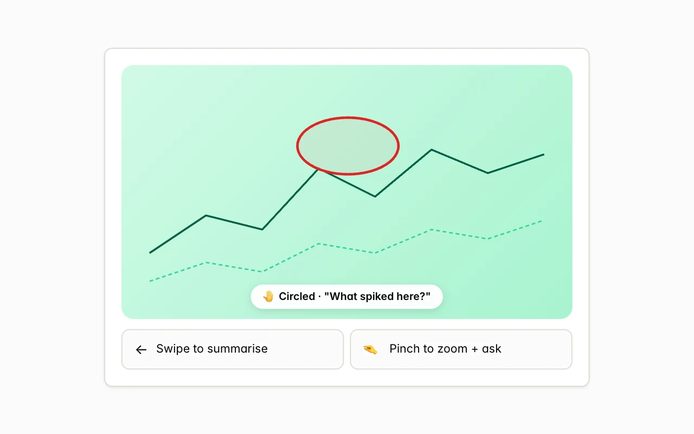 🤚 Circled · "What spiked here?"
← Swipe to summarise
🫳 Pinch to zoom + ask